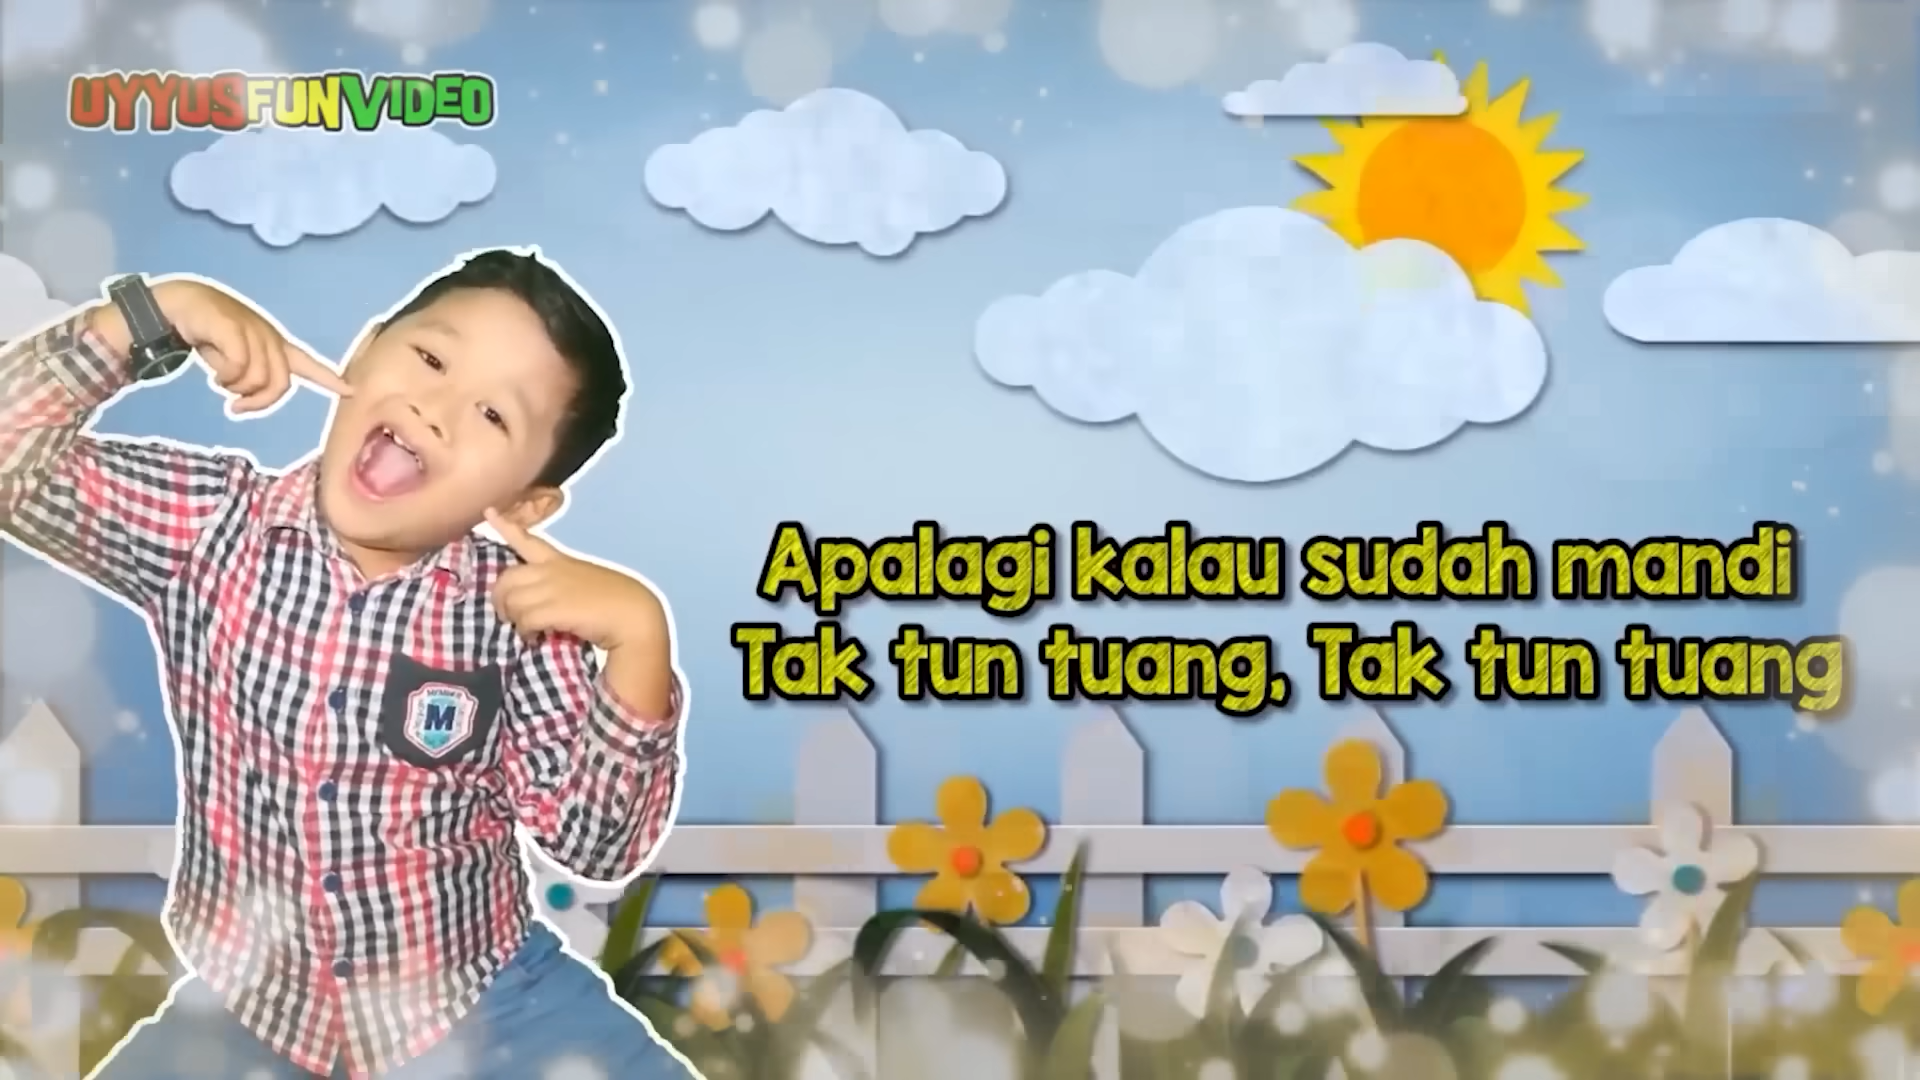 UYYUSFUNVIDEO
Apalagi kalau sudah mandi
Tak tun tuang, Tak tun tuang
M